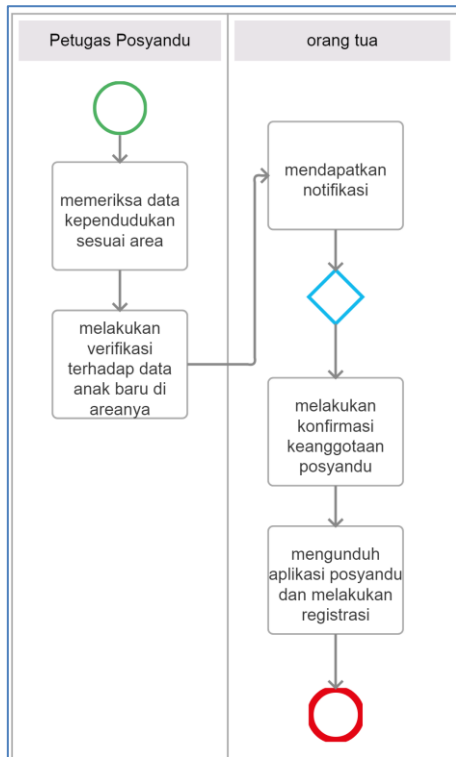 Petugas Posyandu
orang tua
memeriksa data
kependudukan
sesuai area
melakukan
verifikasi
terhadap data
anak baru di
areanya
mendapatkan
notifikasi
melakukan
konfirmasi
keanggotaan
posyandu
mengunduh
aplikasi posyandu
dan melakukan
registrasi